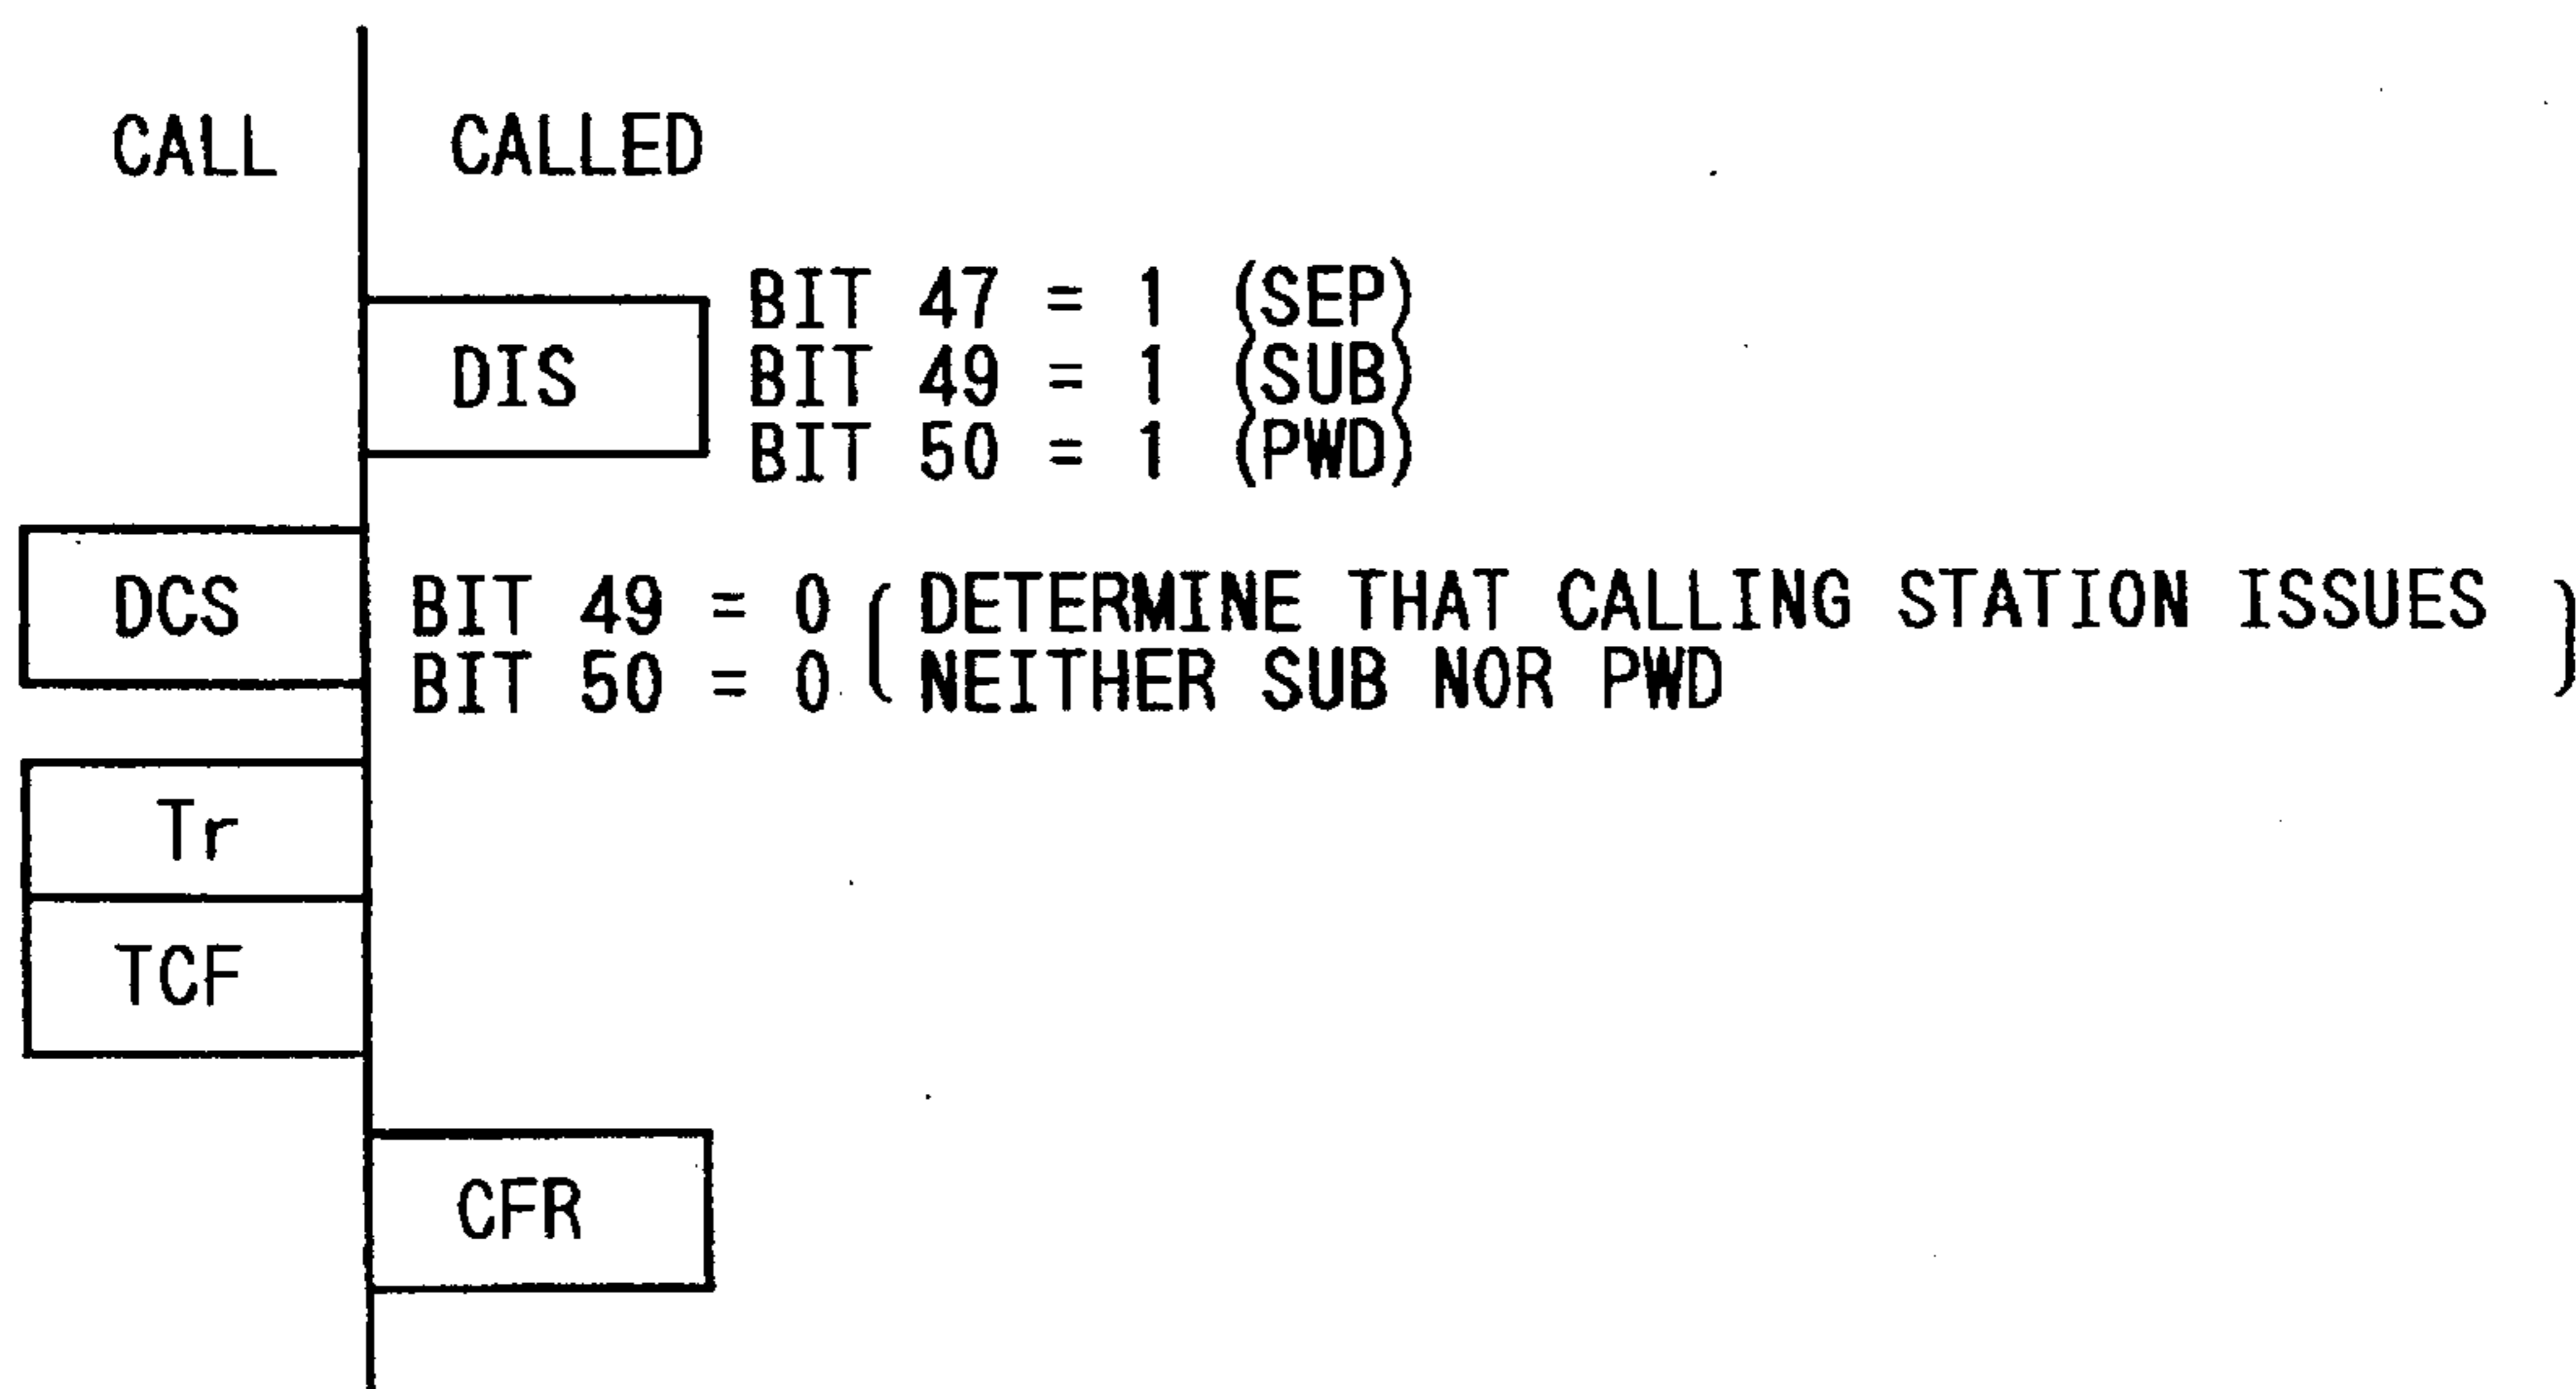 CALL CALLED
BIT 47 = 1 (SEP)
DIS BIT 49 = 1 (SUB)
BIT 50 = 1 (PWD)
DCS BIT 49 = 0 ( DETERMINE THAT CALLING STATION ISSUES
BIT 50 = 0 NEITHER SUB NOR PWD )
Tr
TCF
CFR